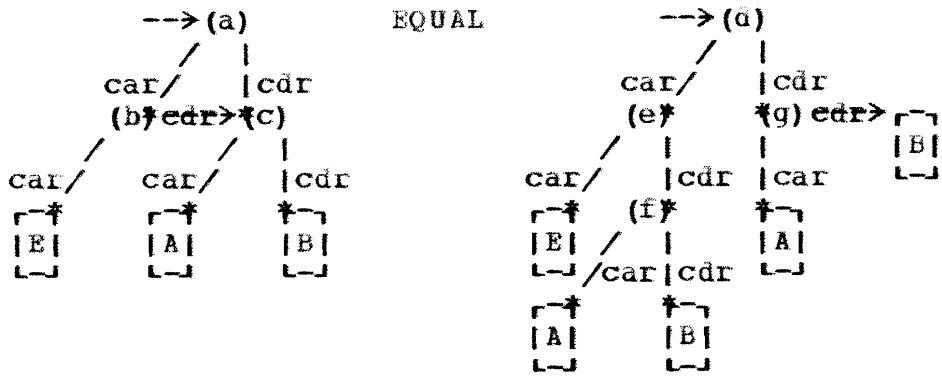 -->(a) EQUAL -->(d)
car cdr car cdr
(b) cdr> (c) (e) (g) cdr>
B
car car cdr car cdr car
(f)
E A B E A
car cdr
A B